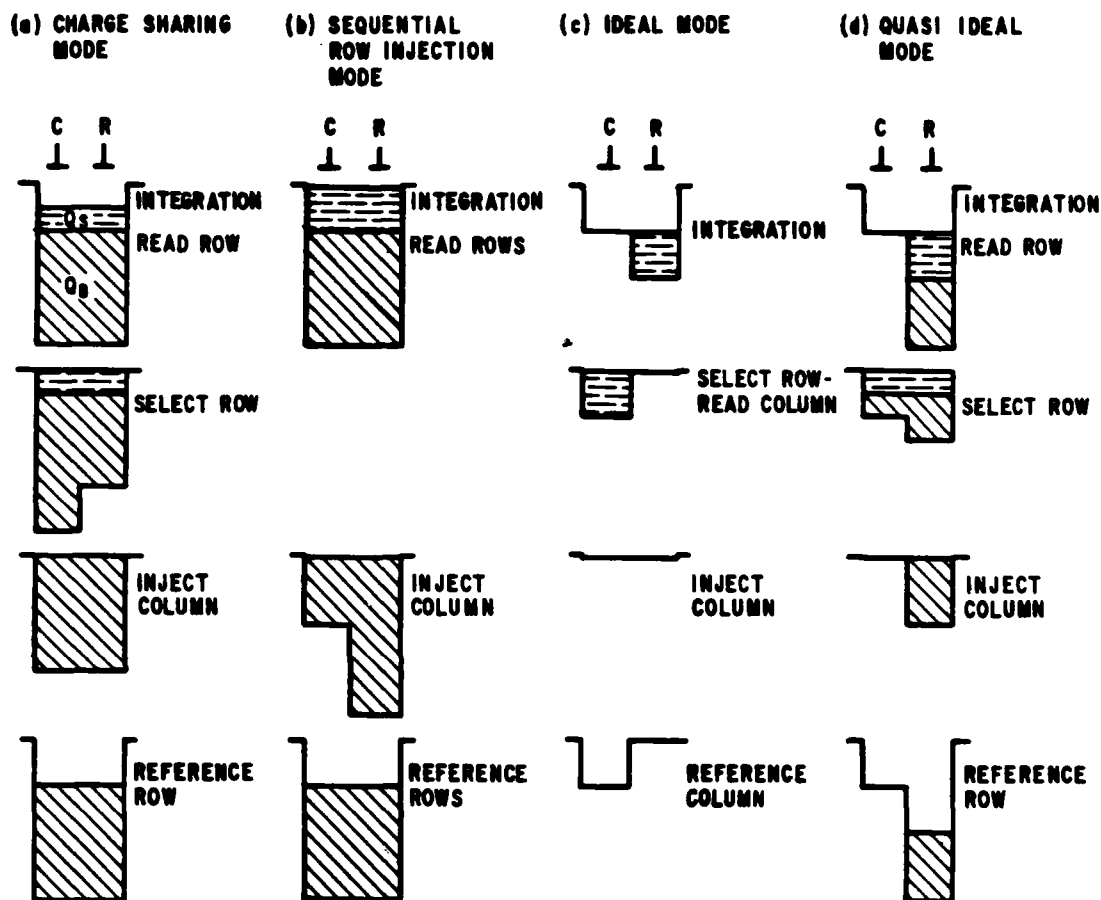 (a) CHARGE SHARING
MODE
(b) SEQUENTIAL
ROW INJECTION
MODE
(c) IDEAL MODE
(d) QUASI IDEAL
MODE
C R
C R
C R
C R
INTEGRATION
Qs
READ ROW
QB
INTEGRATION
READ ROWS
INTEGRATION
INTEGRATION
READ ROW
SELECT ROW
SELECT ROW-
READ COLUMN
SELECT ROW
INJECT
COLUMN
INJECT
COLUMN
INJECT
COLUMN
INJECT
COLUMN
REFERENCE
ROW
REFERENCE
ROWS
REFERENCE
COLUMN
REFERENCE
ROW